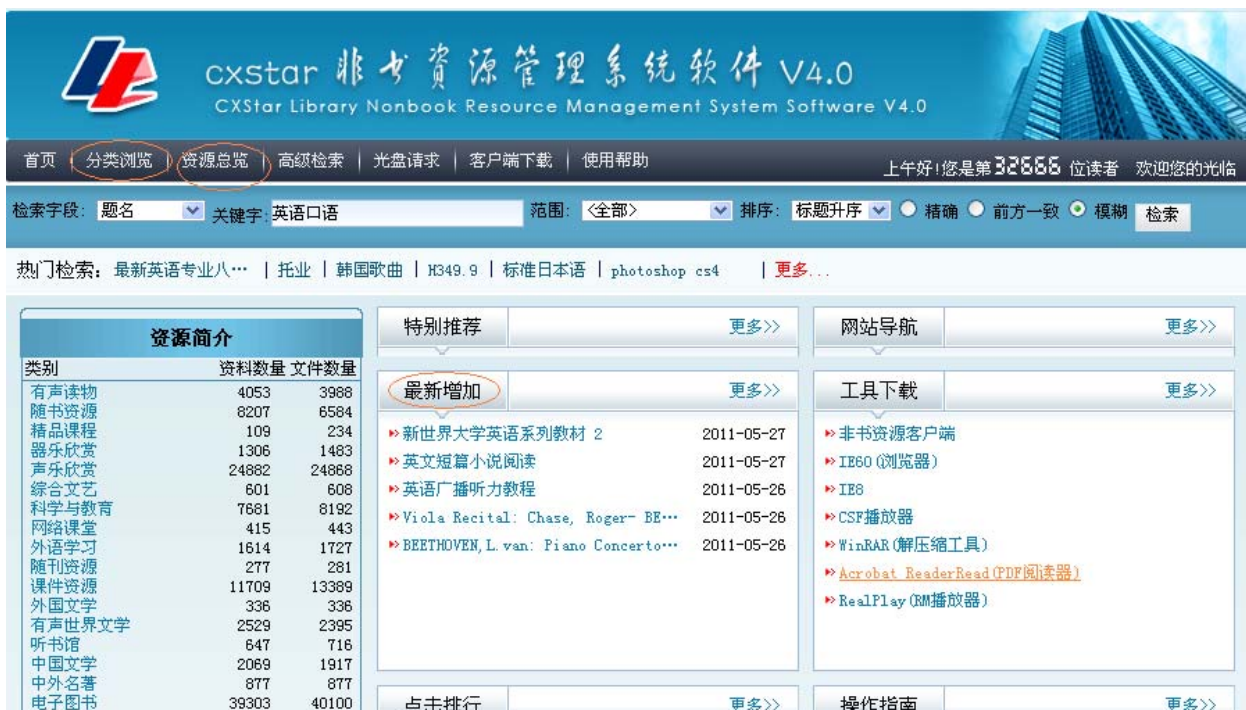 cxstar 非书资源管理系统软件 V4.0
CXStar Library Nonbook Resource Management System Software V4.0
首页 | 分类浏览 | 资源总览 | 高级检索 | 光盘请求 | 客户端下载 | 使用帮助
上午好!您是第32666 位读者 欢迎您的光临
检索字段: 题名 关键字: 英语口语 范围: <全部> 排序: 标题升序 精确 前方一致 模糊 检索
热门检索: 最新英语专业八… | 托业 | 韩国歌曲 | H349.9 | 标准日本语 | photoshop cs4 | 更多...
资源简介
类别 资料数量 文件数量
有声读物 4053 3988
随书资源 8207 6584
精品课程 109 234
器乐欣赏 1306 1483
声乐欣赏 24882 24868
综合文艺 601 608
科学与教育 7681 8192
网络课堂 415 443
外语学习 1614 1727
随刊资源 277 281
课件资源 11709 13389
外国文学 336 336
有声世界文学 2529 2395
听书馆 647 716
中国文学 2069 1917
中外名著 877 877
电子图书 39303 40100
特别推荐 更多>>
最新增加 更多>>
新世界大学英语系列教材 2 2011-05-27
英文短篇小说阅读 2011-05-27
英语广播听力教程 2011-05-26
Viola Recital: Chase, Roger- BE… 2011-05-26
BEETHOVEN, L. van: Piano Concerto… 2011-05-26
点击排行 更多>>
网站导航 更多>>
工具下载 更多>>
非书资源客户端
IE60(浏览器)
IE8
CSF播放器
WinRAR(解压缩工具)
Acrobat ReaderRead(PDF阅读器)
RealPlay(RM播放器)
操作指南 更多>>